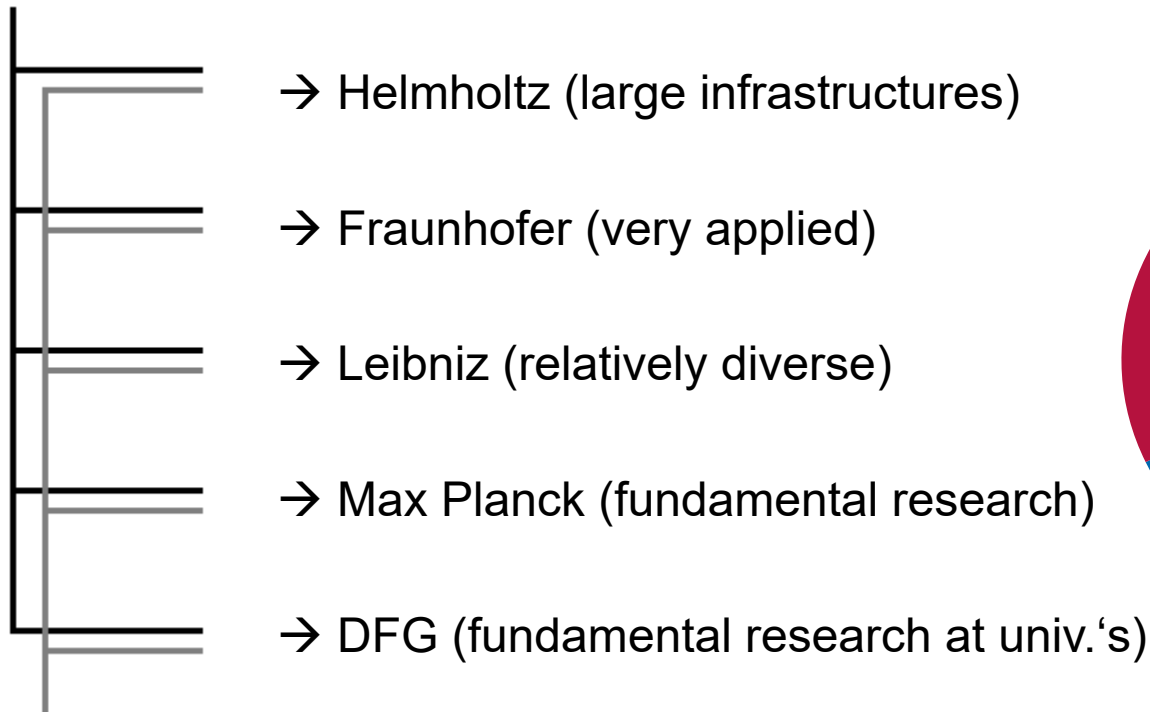 → Helmholtz (large infrastructures)
→ Fraunhofer (very applied)
→ Leibniz (relatively diverse)
→ Max Planck (fundamental research)
→ DFG (fundamental research at univ.‘s)